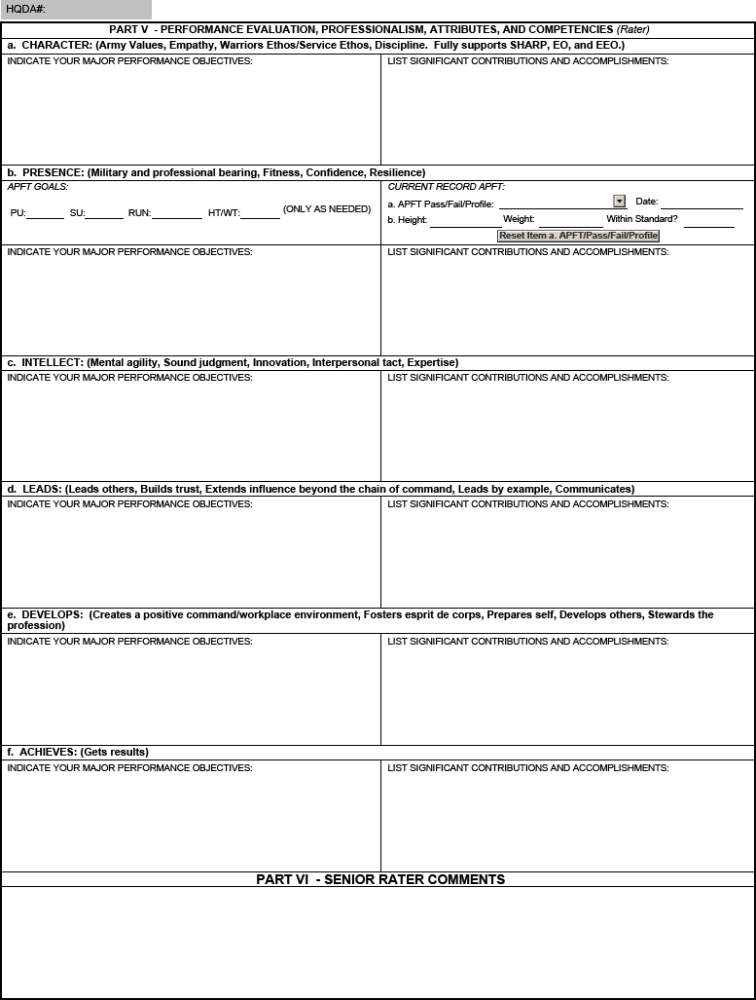 HQDA#:
PART V - PERFORMANCE EVALUATION, PROFESSIONALISM, ATTRIBUTES, AND COMPETENCIES (Rater)
a. CHARACTER: (Army Values, Empathy, Warriors Ethos/Service Ethos, Discipline. Fully supports SHARP, EO, and EEO.)
INDICATE YOUR MAJOR PERFORMANCE OBJECTIVES:
LIST SIGNIFICANT CONTRIBUTIONS AND ACCOMPLISHMENTS:
b. PRESENCE: (Military and professional bearing, Fitness, Confidence, Resilience)
APFT GOALS:
PU: SU: RUN: HT/WT: (ONLY AS NEEDED)
CURRENT RECORD APFT:
a. APFT Pass/Fail/Profile: Date:
b. Height: Weight: Within Standard?
Reset Item a. APFT/Pass/Fail/Profile
INDICATE YOUR MAJOR PERFORMANCE OBJECTIVES:
LIST SIGNIFICANT CONTRIBUTIONS AND ACCOMPLISHMENTS:
c. INTELLECT: (Mental agility, Sound judgment, Innovation, Interpersonal tact, Expertise)
INDICATE YOUR MAJOR PERFORMANCE OBJECTIVES:
LIST SIGNIFICANT CONTRIBUTIONS AND ACCOMPLISHMENTS:
d. LEADS: (Leads others, Builds trust, Extends influence beyond the chain of command, Leads by example, Communicates)
INDICATE YOUR MAJOR PERFORMANCE OBJECTIVES:
LIST SIGNIFICANT CONTRIBUTIONS AND ACCOMPLISHMENTS:
e. DEVELOPS: (Creates a positive command/workplace environment, Fosters esprit de corps, Prepares self, Develops others, Stewards the
profession)
INDICATE YOUR MAJOR PERFORMANCE OBJECTIVES:
LIST SIGNIFICANT CONTRIBUTIONS AND ACCOMPLISHMENTS:
f. ACHIEVES: (Gets results)
INDICATE YOUR MAJOR PERFORMANCE OBJECTIVES:
LIST SIGNIFICANT CONTRIBUTIONS AND ACCOMPLISHMENTS:
PART VI - SENIOR RATER COMMENTS